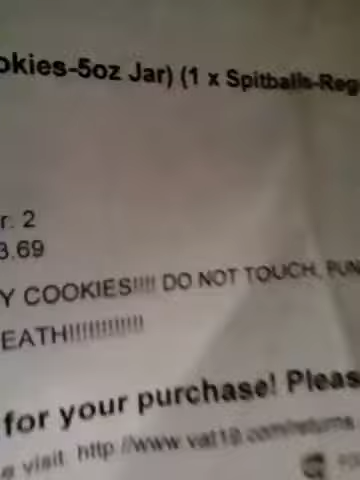 okies-5oz Jar) (1 x Spitballs-Reg
r. 2
3.69
Y COOKIES!!!! DO NOT TOUCH, PUN
EATH!!!!!!!!!!!!
for your purchase! Pleas
visit http://www.vat19.com/returns